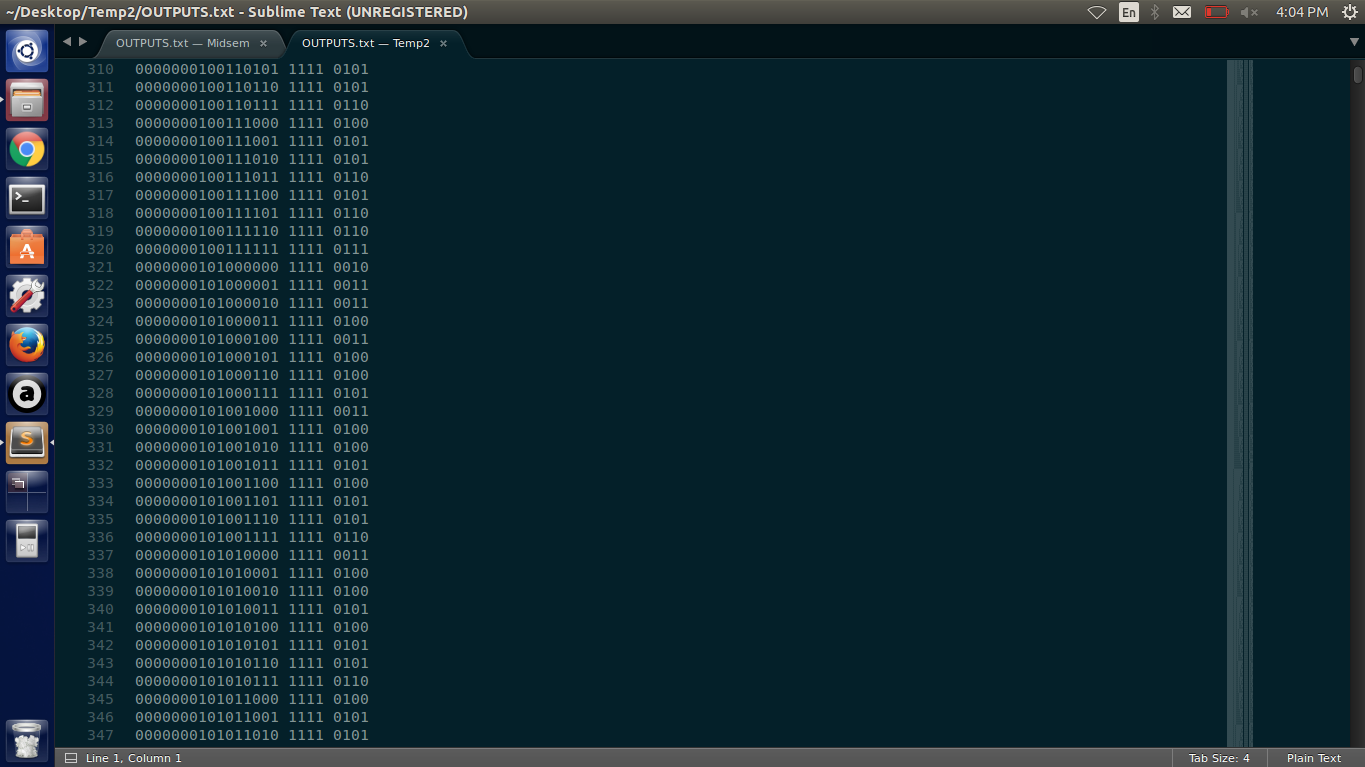 ~/Desktop/Temp2/OUTPUTS.txt - Sublime Text (UNREGISTERED)
En
4:04 PM
OUTPUTS.txt — Midsem ×
OUTPUTS.txt — Temp2 ×
310 0000000100110101 1111 0101
311 0000000100110110 1111 0101
312 0000000100110111 1111 0110
313 0000000100111000 1111 0100
314 0000000100111001 1111 0101
315 0000000100111010 1111 0101
316 0000000100111011 1111 0110
317 0000000100111100 1111 0101
318 0000000100111101 1111 0110
319 0000000100111110 1111 0110
320 0000000100111111 1111 0111
321 0000000101000000 1111 0010
322 0000000101000001 1111 0011
323 0000000101000010 1111 0011
324 0000000101000011 1111 0100
325 0000000101000100 1111 0011
326 0000000101000101 1111 0100
327 0000000101000110 1111 0100
328 0000000101000111 1111 0101
329 0000000101001000 1111 0011
330 0000000101001001 1111 0100
331 0000000101001010 1111 0100
332 0000000101001011 1111 0101
333 0000000101001100 1111 0100
334 0000000101001101 1111 0101
335 0000000101001110 1111 0101
336 0000000101001111 1111 0110
337 0000000101010000 1111 0011
338 0000000101010001 1111 0100
339 0000000101010010 1111 0100
340 0000000101010011 1111 0101
341 0000000101010100 1111 0100
342 0000000101010101 1111 0101
343 0000000101010110 1111 0101
344 0000000101010111 1111 0110
345 0000000101011000 1111 0100
346 0000000101011001 1111 0101
347 0000000101011010 1111 0101
Line 1, Column 1
Tab Size: 4
Plain Text